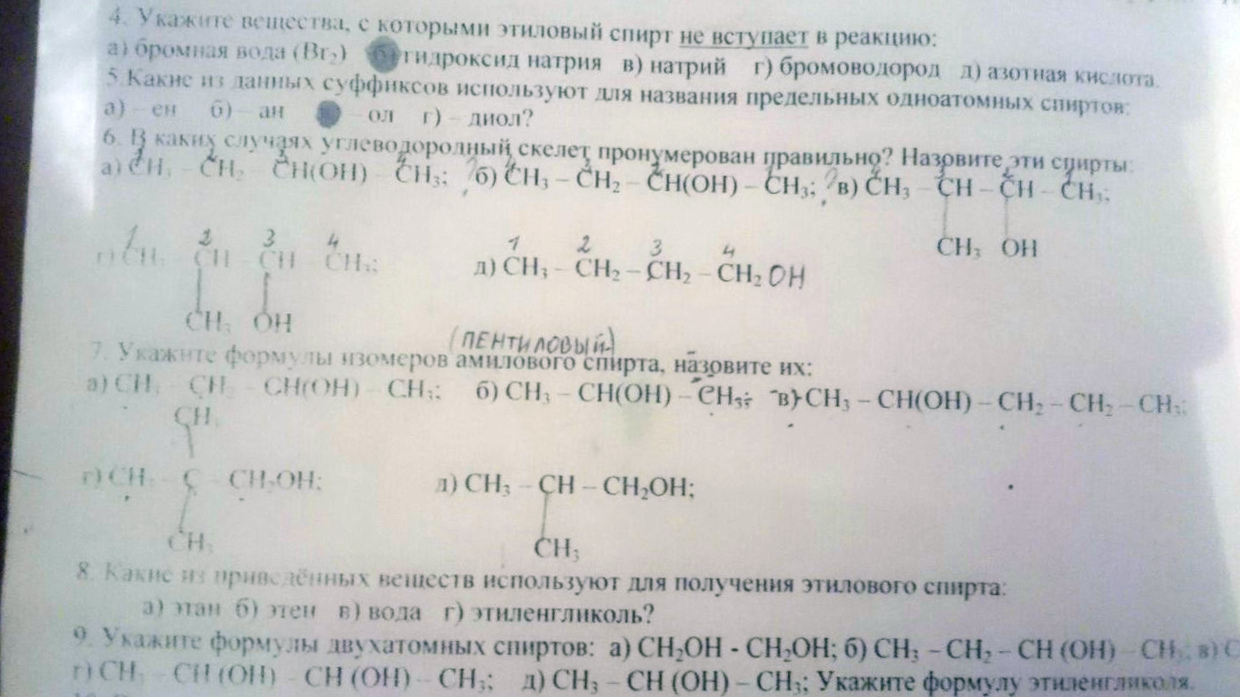 4. Укажите вещества, с которыми этиловый спирт не вступает в реакцию:
а) бромная вода (Br₂) б) гидроксид натрия в) натрий г) бромоводород д) азотная кислота.
5.Какие из данных суффиксов используют для названия предельных одноатомных спиртов:
а) – ен б) – ан – ол г) – диол?
6. В каких случаях углеводородный скелет пронумерован правильно? Назовите эти спирты:
а) CH₃ – CH₂ – CH(OH) – CH₃; б) CH₃ – CH₂ – CH(OH) – CH₃; в) CH₃ – CH – CH – CH₃;
CH₃ OH
1 2 3 4 1 2 3 4
г) CH₃ – CH – CH – CH₃; д) CH₃ – CH₂ – CH₂ – CH₂ OH
CH₃ OH
(ПЕНТИЛОВЫЙ)
7. Укажите формулы изомеров амилового спирта, назовите их:
а) CH₃ – CH₂ – CH(OH) – CH₃; б) CH₃ – CH(OH) – CH₃; в) CH₃ – CH(OH) – CH₂ – CH₂ – CH₃;
CH₃
г) CH₃ – C – CH₂OH; д) CH₃ – CH – CH₂OH;
CH₃ CH₃
8. Какие из приведённых веществ используют для получения этилового спирта:
а) этан б) этен в) вода г) этиленгликоль?
9. Укажите формулы двухатомных спиртов: а) CH₂OH - CH₂OH; б) CH₃ – CH₂ – CH (OH) – CH₃; в) C
г) CH₃ – CH (OH) – CH (OH) – CH₃; д) CH₃ – CH (OH) – CH₃; Укажите формулу этиленгликоля.